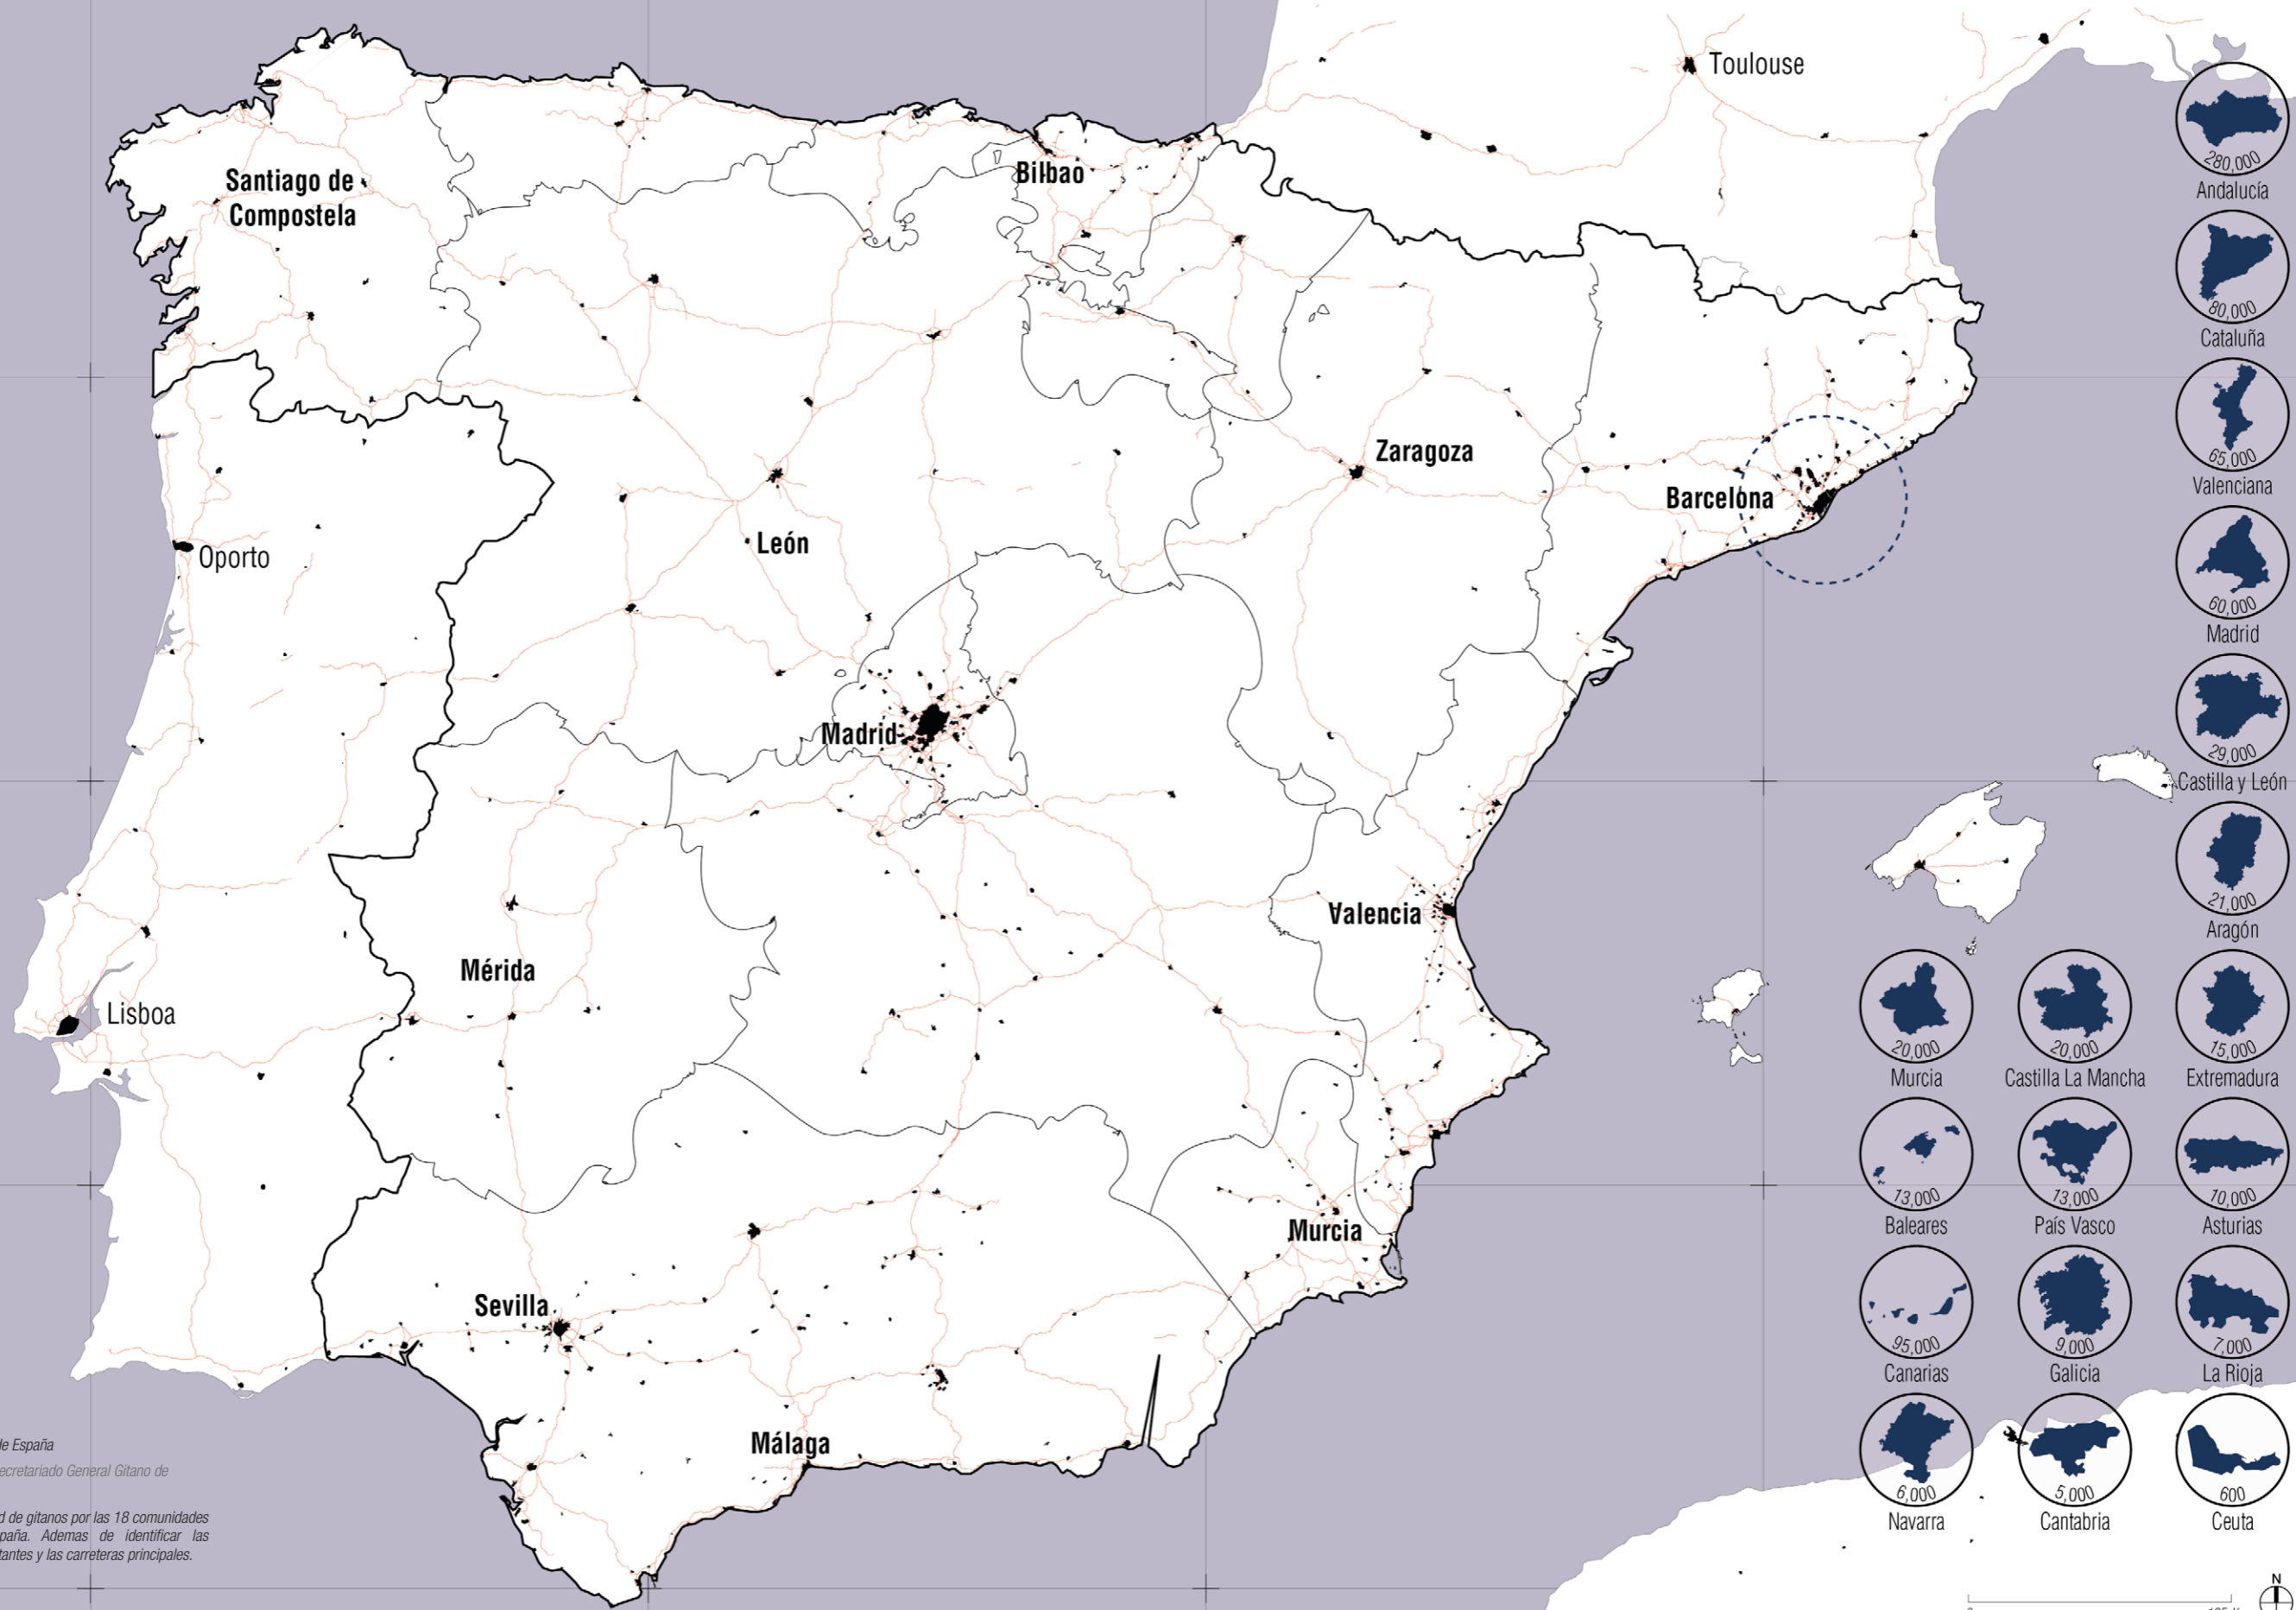 Toulouse
Santiago de
Compostela
Bilbao
Zaragoza
Barcelona
León
Oporto
Madrid
Valencia
Mérida
Lisboa
Murcia
Sevilla
Málaga
280,000
Andalucía
80,000
Cataluña
65,000
Valenciana
60,000
Madrid
29,000
Castilla y León
21,000
Aragón
20,000
Murcia
20,000
Castilla La Mancha
15,000
Extremadura
13,000
Baleares
13,000
País Vasco
10,000
Asturias
95,000
Canarias
9,000
Galicia
7,000
La Rioja
6,000
Navarra
5,000
Cantabria
600
Ceuta
de España
ecretariado General Gitano de
d de gitanos por las 18 comunidades
paña. Ademas de identificar las
tantes y las carreteras principales.
N